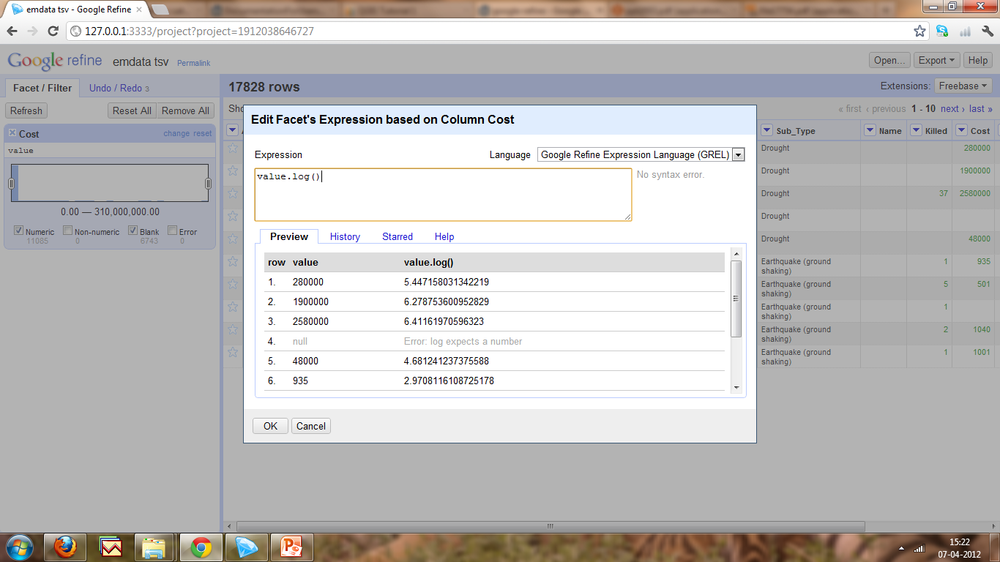 emdata tsv - Google Refine
127.0.0.1:3333/project?project=1912038646727
Google refine emdata tsv Permalink
Open... Export Help
Facet / Filter Undo / Redo 3
17828 rows
Extensions: Freebase
Refresh Reset All Remove All
Sho
« first ‹ previous 1 - 10 next › last »
Cost change reset
value
0.00 — 310,000,000.00
Numeric Non-numeric Blank Error
11085 0 6743 0
Edit Facet's Expression based on Column Cost
Expression
Language Google Refine Expression Language (GREL)
value.log()
No syntax error.
Preview History Starred Help
row value value.log()
1. 280000 5.447158031342219
2. 1900000 6.278753600952829
3. 2580000 6.41161970596323
4. null Error: log expects a number
5. 48000 4.681241237375588
6. 935 2.9708116108725178
OK Cancel
Sub_Type Name Killed Cost
Drought 280000
Drought 1900000
Drought 37 2580000
Drought
Drought 48000
Earthquake (ground 1 935
shaking)
Earthquake (ground 5 501
shaking)
Earthquake (ground 1
shaking)
Earthquake (ground 2 1040
shaking)
Earthquake (ground 1 1001
shaking)
15:22
07-04-2012